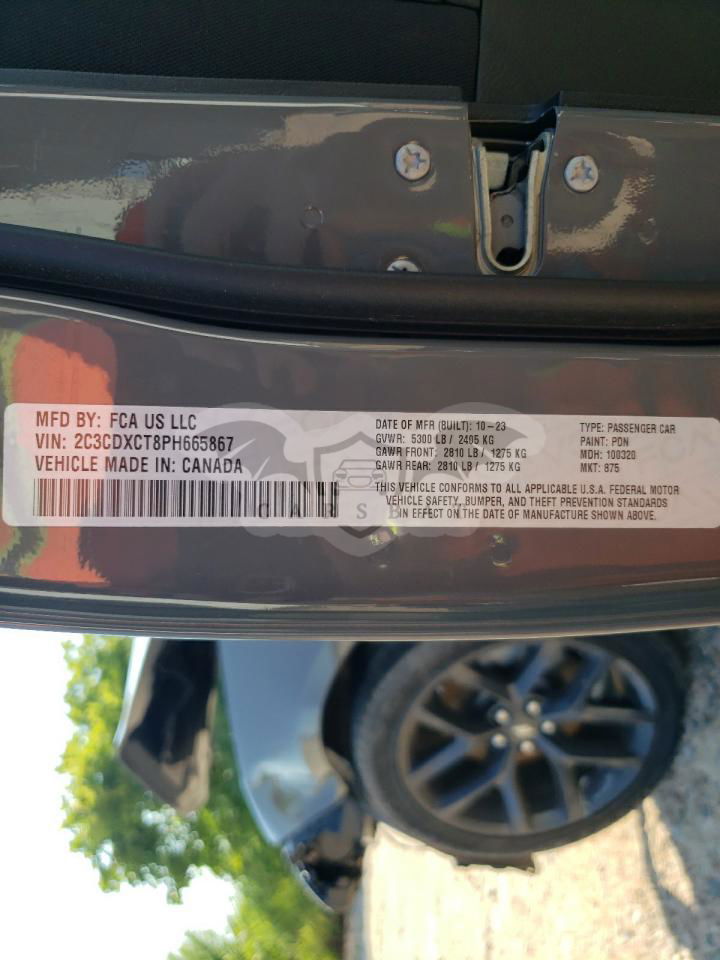 MFD BY: FCA US LLC
VIN: 2C3CDXCT8PH665867
VEHICLE MADE IN: CANADA
DATE OF MFR (BUILT): 10-23
GVWR: 5300 LB / 2405 KG
GAWR FRONT: 2810 LB / 1275 KG
GAWR REAR: 2810 LB / 1275 KG
TYPE: PASSENGER CAR
PAINT: PDN
MDH: 100320
MKT: 875
THIS VEHICLE CONFORMS TO ALL APPLICABLE U.S.A. FEDERAL MOTOR
VEHICLE SAFETY, BUMPER, AND THEFT PREVENTION STANDARDS
IN EFFECT ON THE DATE OF MANUFACTURE SHOWN ABOVE.